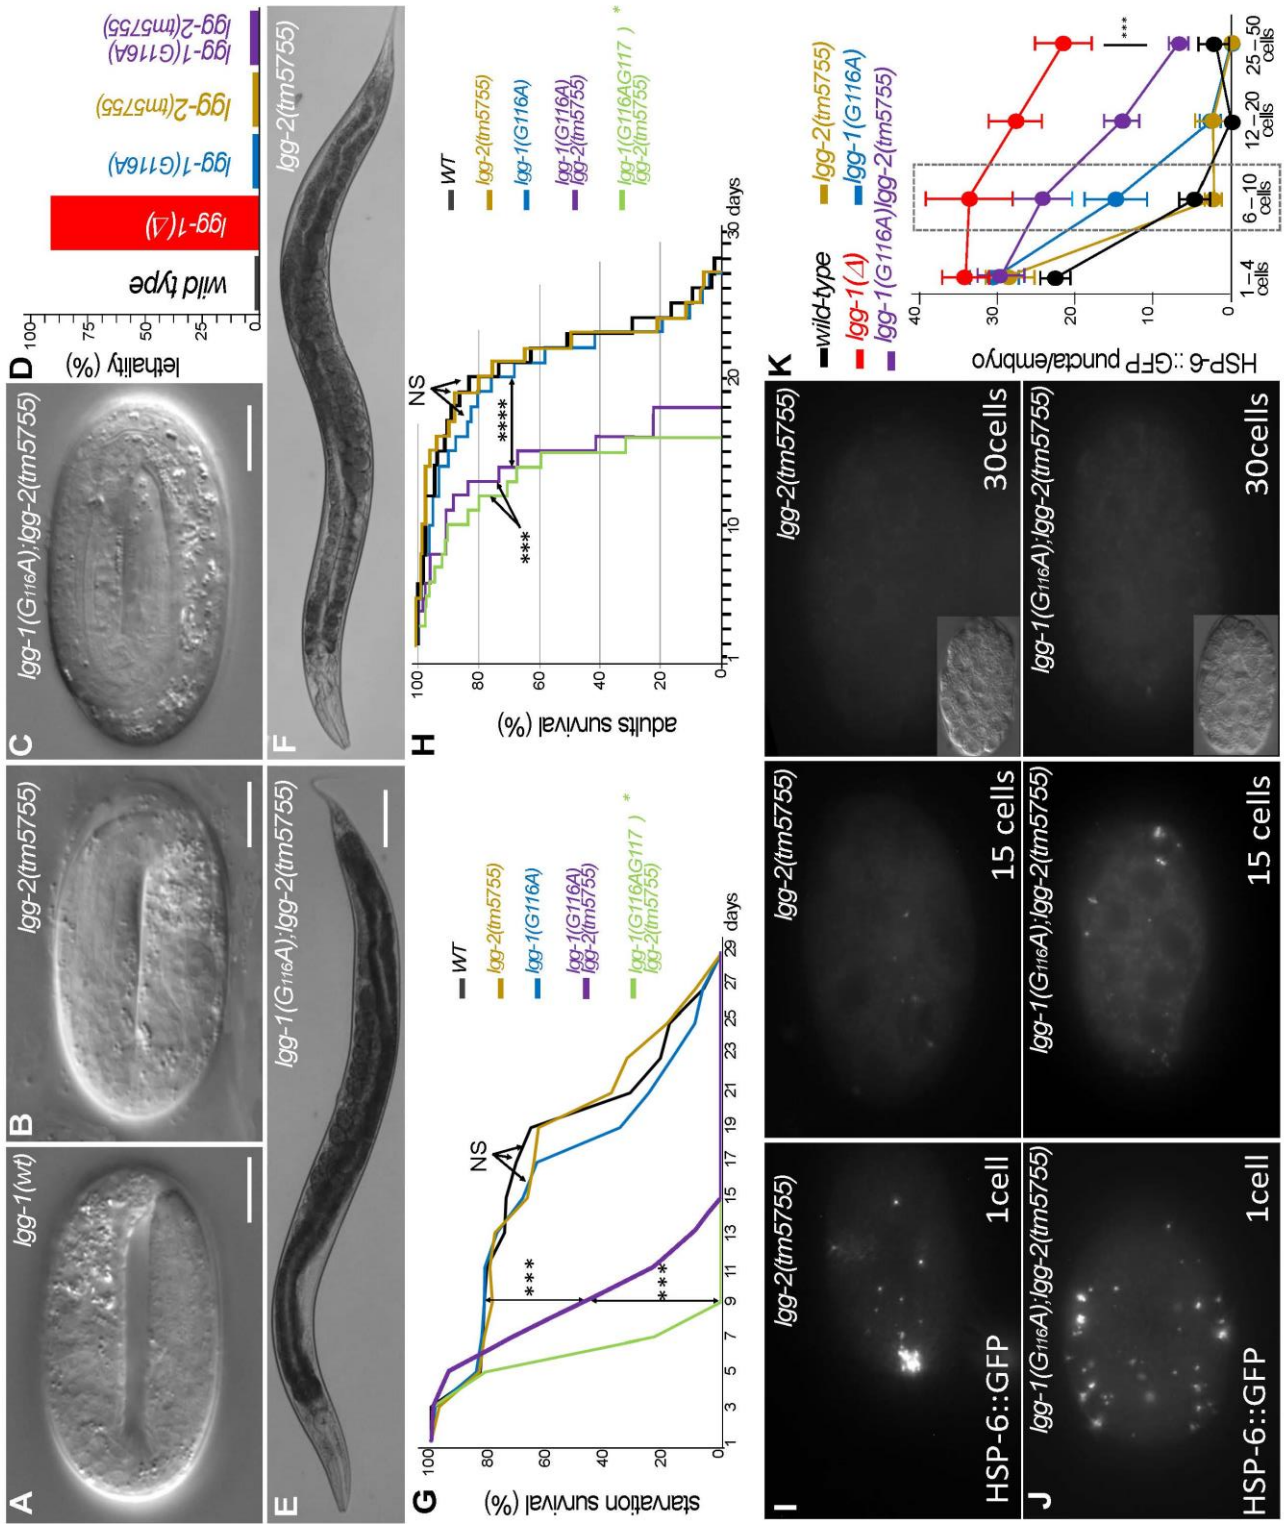 A
lgg-1(wt)
B
lgg-2(tm5755)
C
lgg-1(G116A);lgg-2(tm5755)
D
lethality (%)
100
75
50
25
0
wild type
lgg-1(Δ)
lgg-1(G116A)
lgg-2(tm5755)
lgg-1(G116A)
lgg-2(tm5755)
E
lgg-1(G116A);lgg-2(tm5755)
F
lgg-2(tm5755)
G
starvation survival (%)
100
80
60
40
20
0
1 3 5 7 9 11 13 15 17 19 21 23 25 27 29 days
***
***
NS
WT
lgg-2(tm5755)
lgg-1(G116A)
lgg-1(G116A)
lgg-2(tm5755)
lgg-1(G116AG117 ) *
lgg-2(tm5755)
H
adults survival (%)
100
80
60
40
20
0
1 10 20 30 days
***
****
NS
WT
lgg-2(tm5755)
lgg-1(G116A)
lgg-1(G116A)
lgg-2(tm5755)
lgg-1(G116AG117 ) *
lgg-2(tm5755)
I
lgg-2(tm5755)
HSP-6::GFP
1cell
lgg-2(tm5755)
15 cells
lgg-2(tm5755)
30cells
J
lgg-1(G116A);lgg-2(tm5755)
HSP-6::GFP
1cell
lgg-1(G116A);lgg-2(tm5755)
15 cells
lgg-1(G116A);lgg-2(tm5755)
30cells
K
wild-type
lgg-2(tm5755)
lgg-1(Δ)
lgg-1(G116A)
lgg-1(G116A)lgg-2(tm5755)
HSP-6::GFP puncta/embryo
40
30
20
10
0
***
1–4 cells
6–10 cells
12–20 cells
25–50 cells